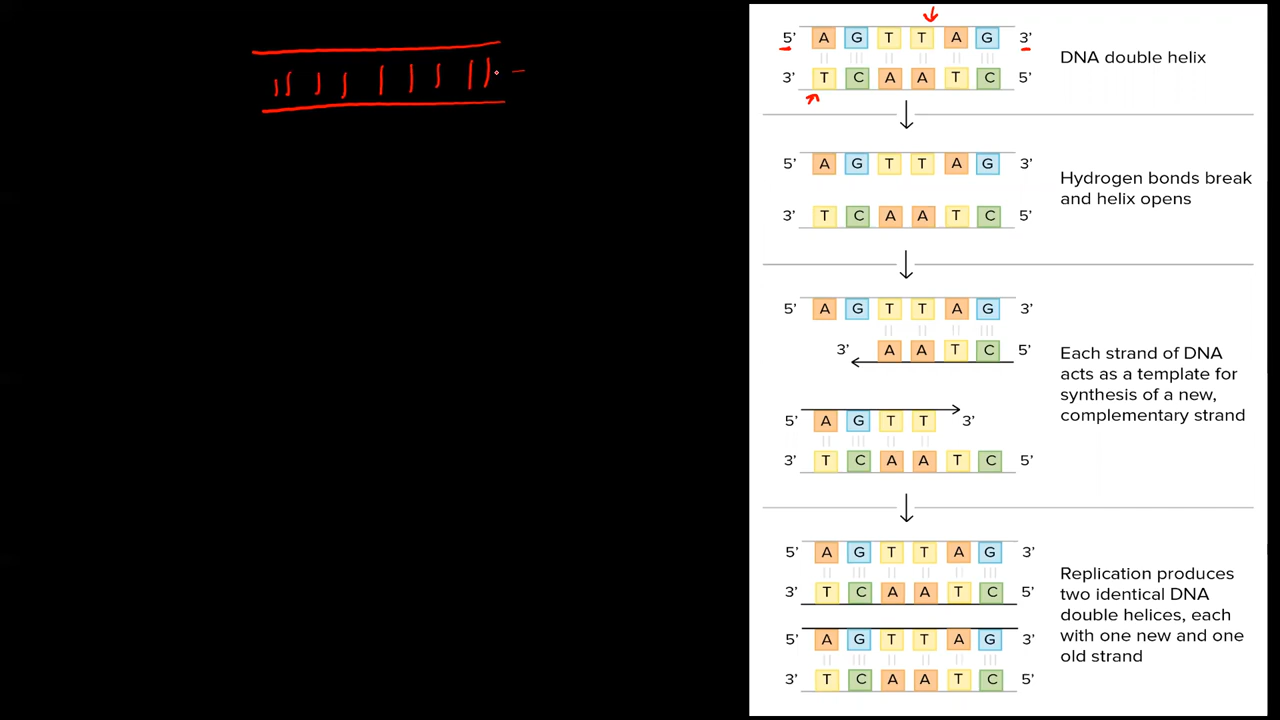 5’ A G T T A G 3’
3’ T C A A T C 5’
DNA double helix
5’ A G T T A G 3’
3’ T C A A T C 5’
Hydrogen bonds break
and helix opens
5’ A G T T A G 3’
3’ A A T C 5’
5’ A G T T 3’
3’ T C A A T C 5’
Each strand of DNA
acts as a template for
synthesis of a new,
complementary strand
5’ A G T T A G 3’
3’ T C A A T C 5’
5’ A G T T A G 3’
3’ T C A A T C 5’
Replication produces
two identical DNA
double helices, each
with one new and one
old strand